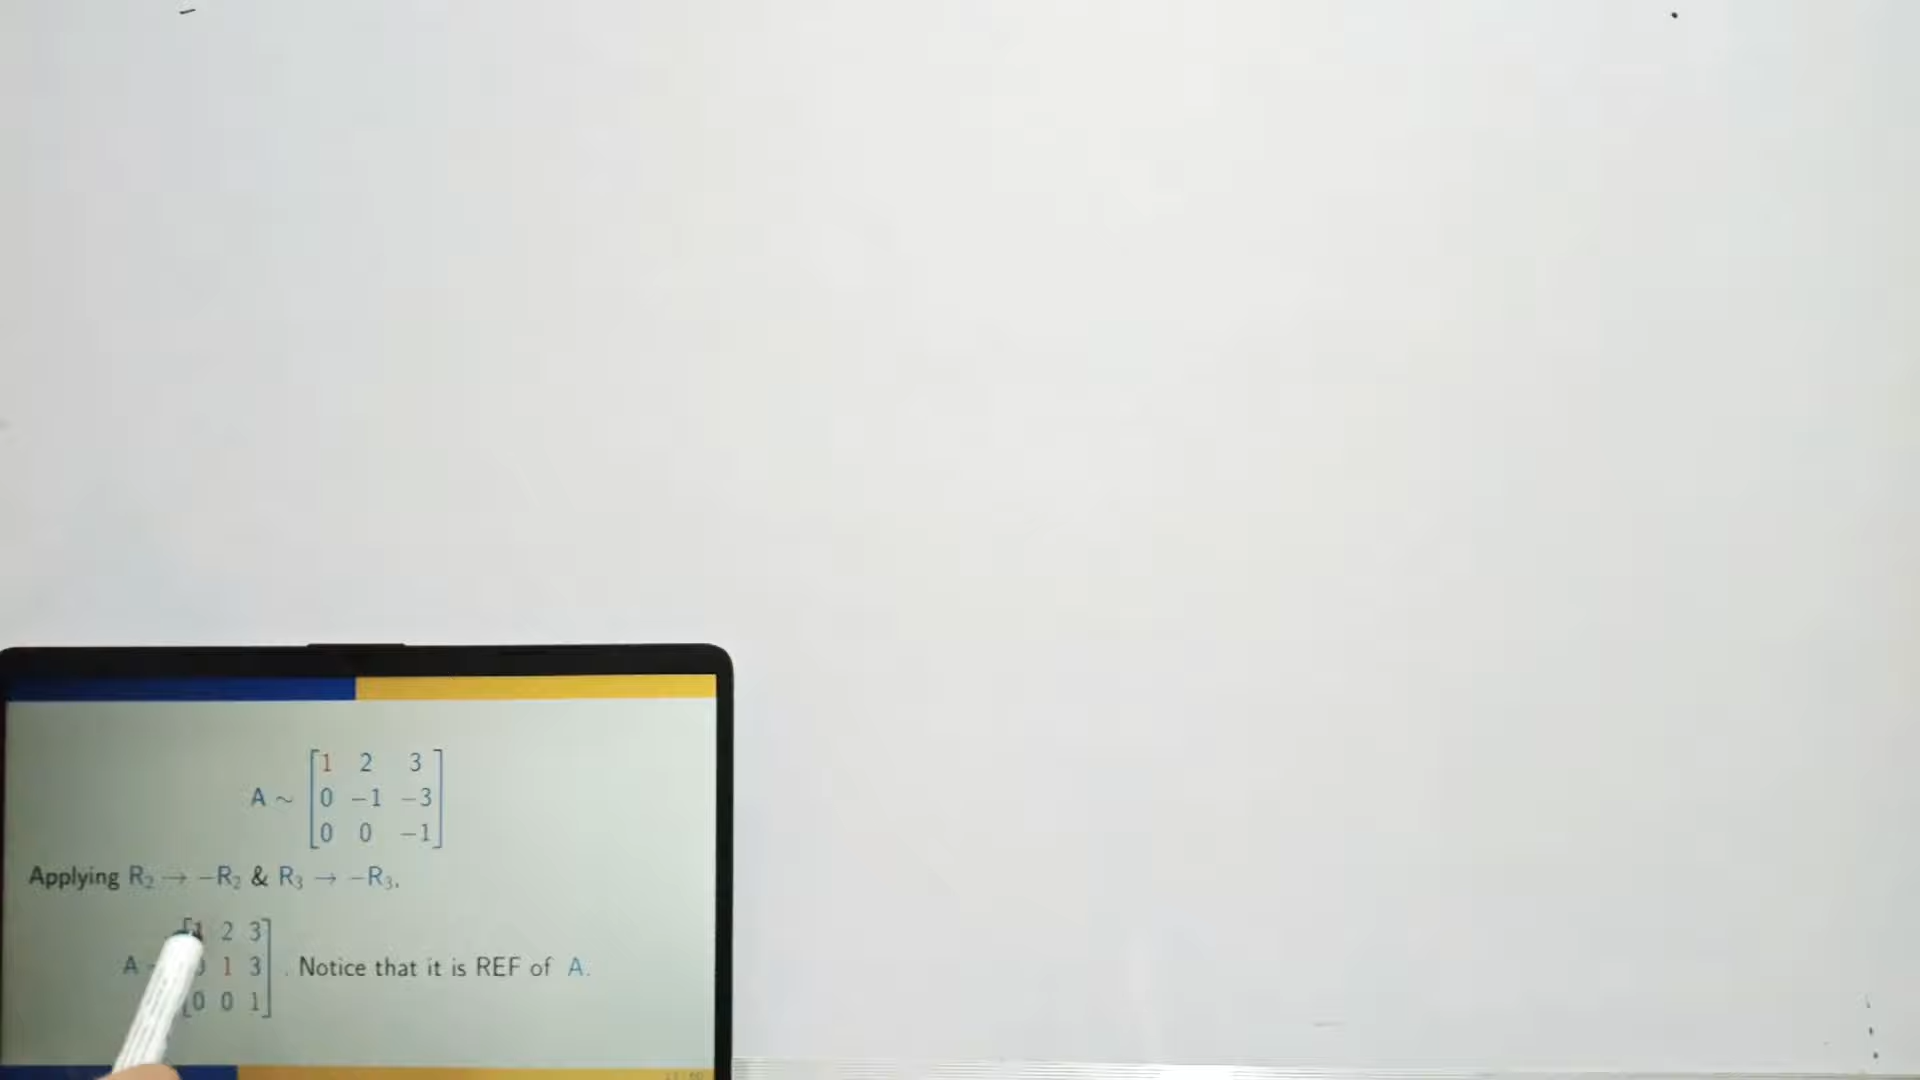 1 2 3
A ~ 0 −1 −3
0 0 −1
Applying R₂ → −R₂ & R₃ → −R₃,
1 2 3
A 1 3 . Notice that it is REF of A.
0 0 1